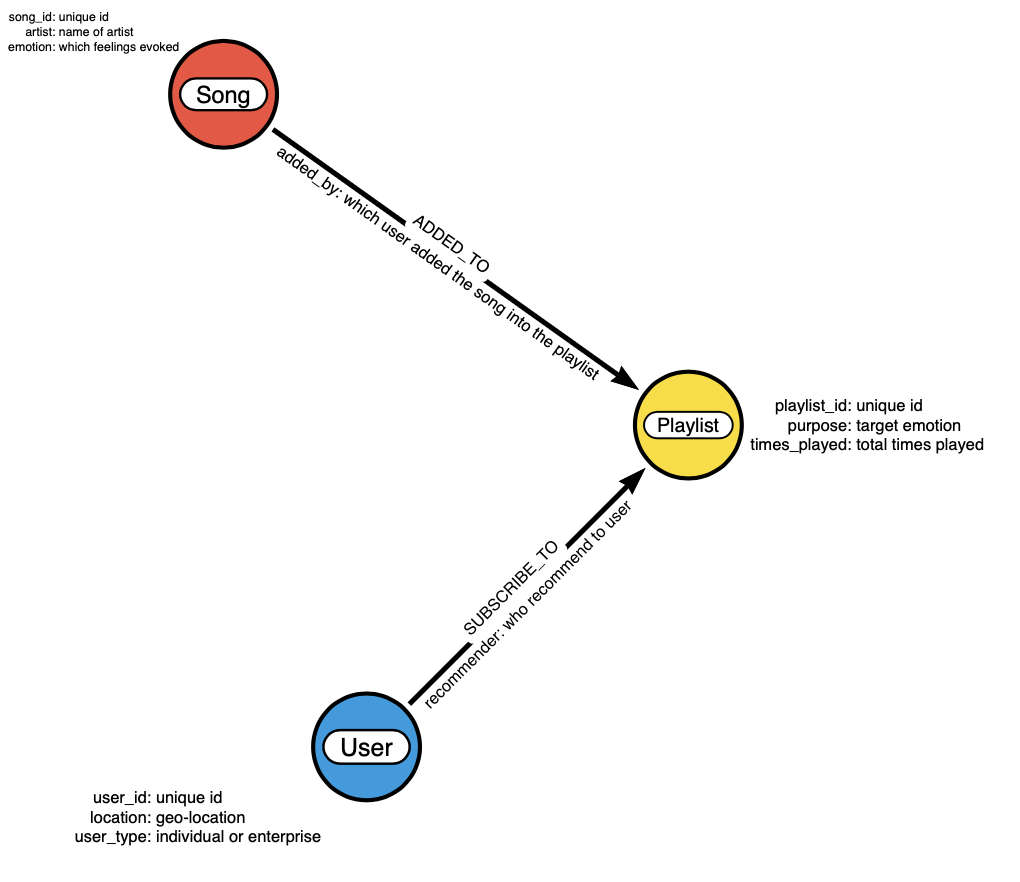 song_id: unique id
artist: name of artist
emotion: which feelings evoked
Song
ADDED_TO
added_by: which user added the song into the playlist
Playlist
playlist_id: unique id
purpose: target emotion
times_played: total times played
SUBSCRIBE_TO
recommender: who recommend to user
User
user_id: unique id
location: geo-location
user_type: individual or enterprise